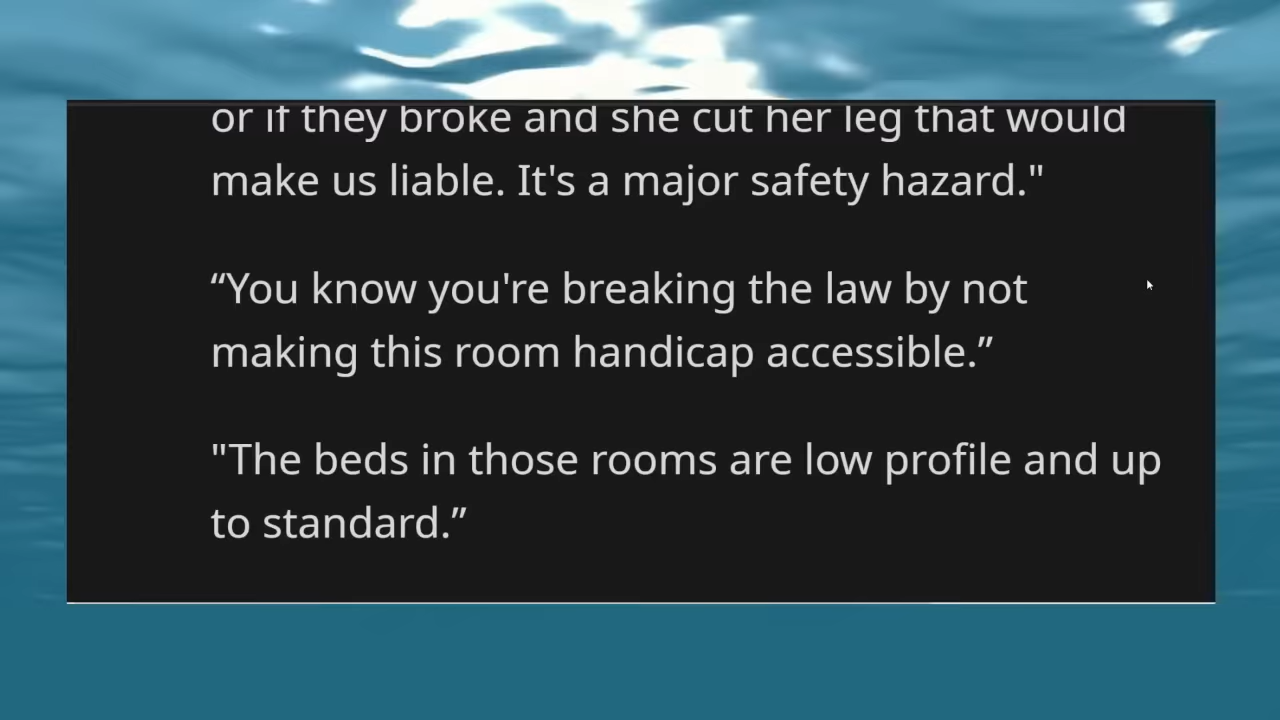 or if they broke and she cut her leg that would
make us liable. It's a major safety hazard."
“You know you're breaking the law by not
making this room handicap accessible.”
"The beds in those rooms are low profile and up
to standard.”